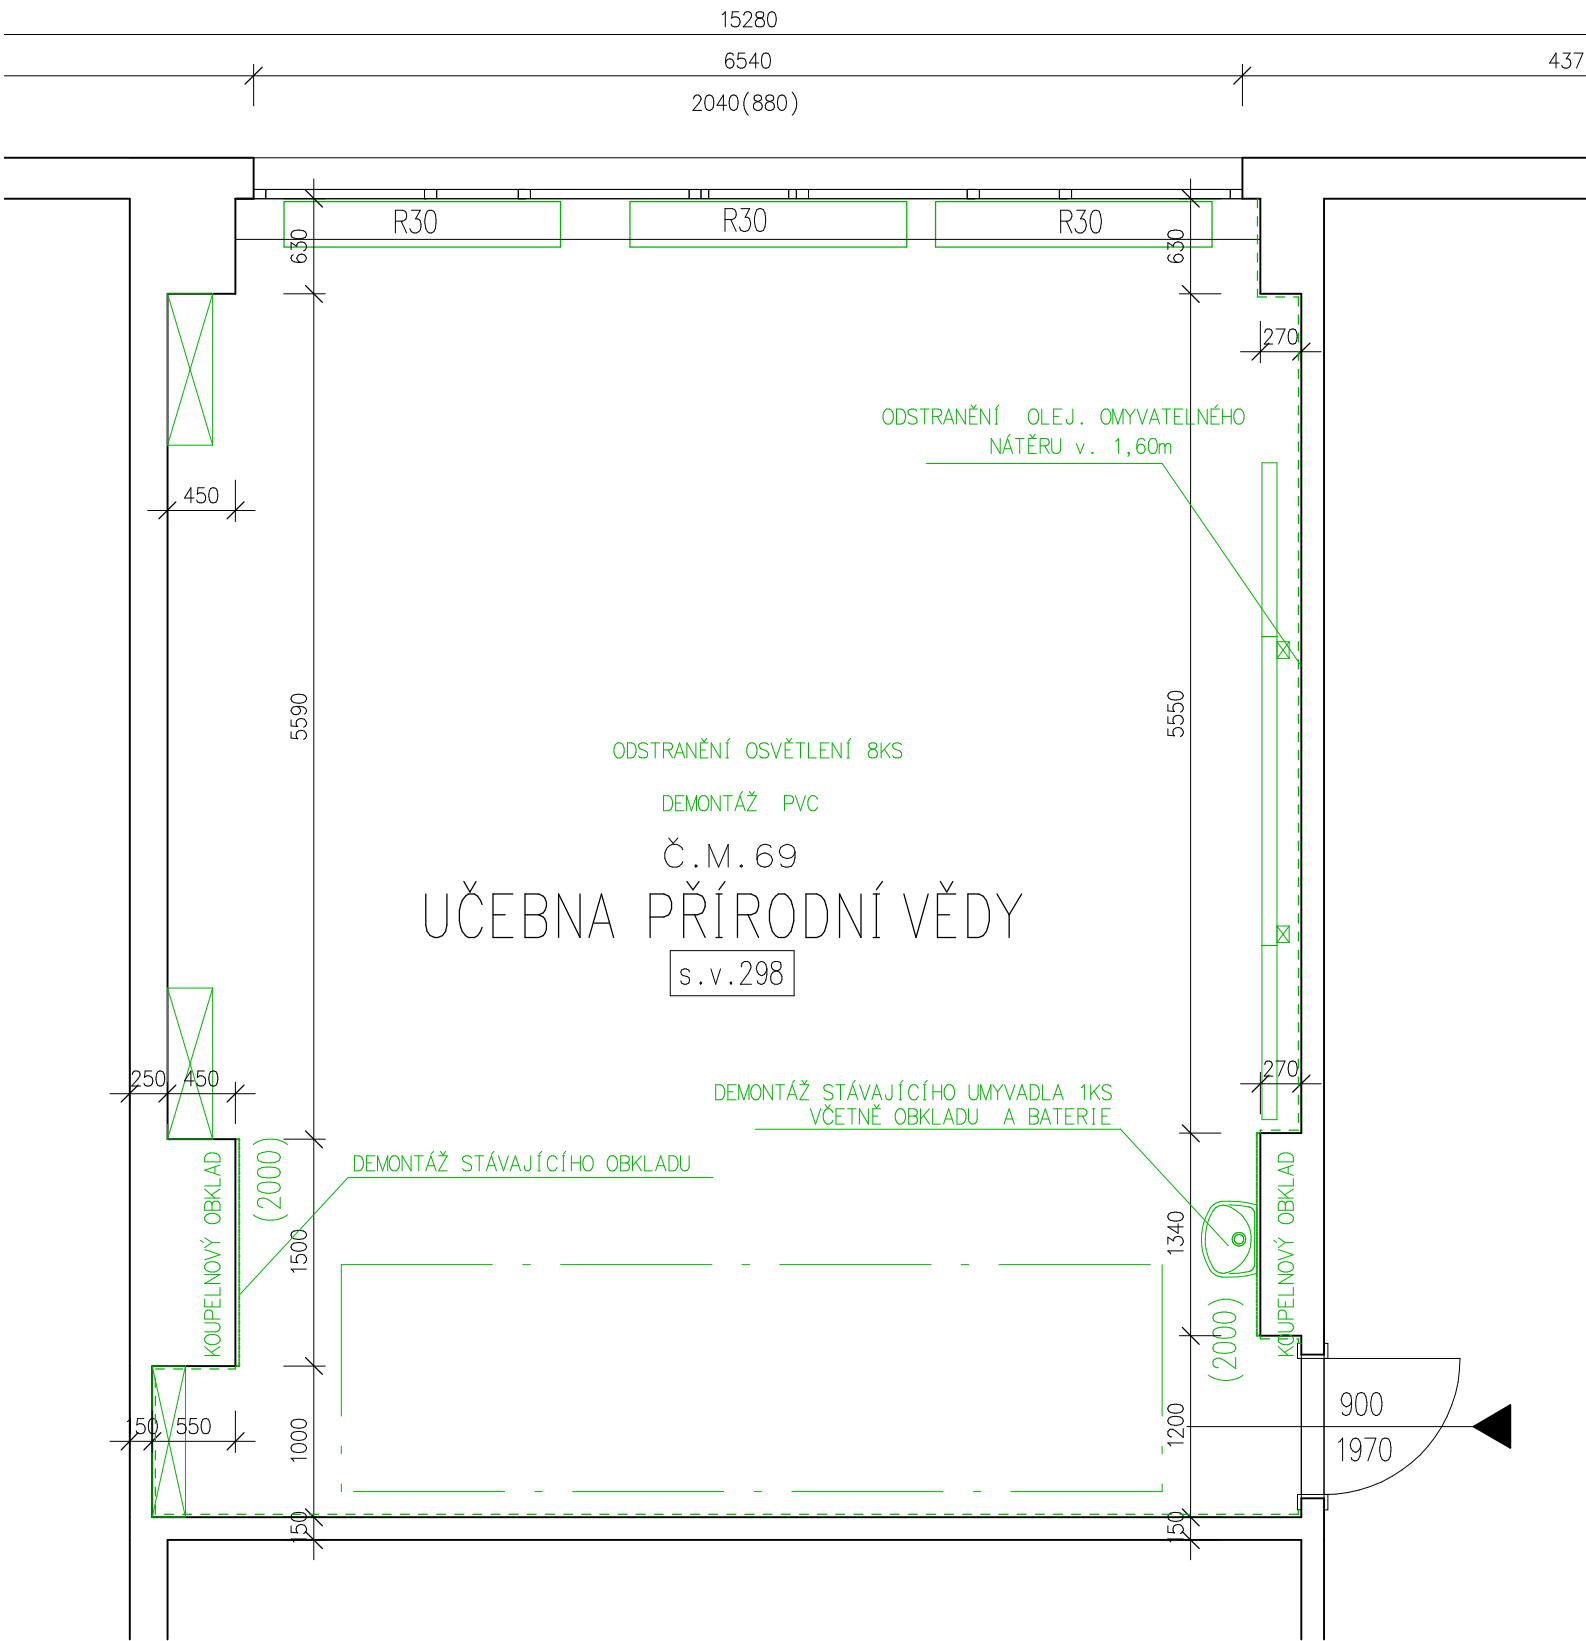 15280
6540
437
2040(880)
R30
R30
R30
630
630
270
ODSTRANĚNÍ OLEJ. OMYVATELNÉHO
NÁTĚRU v. 1,60m
450
5590
5550
ODSTRANĚNÍ OSVĚTLENÍ 8KS
DEMONTÁŽ PVC
Č.M.69
UČEBNA PŘÍRODNÍ VĚDY
s.v.298
250
450
270
DEMONTÁŽ STÁVAJÍCÍHO UMYVADLA 1KS
VČETNĚ OBKLADU A BATERIE
DEMONTÁŽ STÁVAJÍCÍHO OBKLADU
KOUPELNOVÝ OBKLAD
(2000)
1500
1340
KOUPELNOVÝ OBKLAD
(2000)
150
550
1000
1200
900
1970
150
150